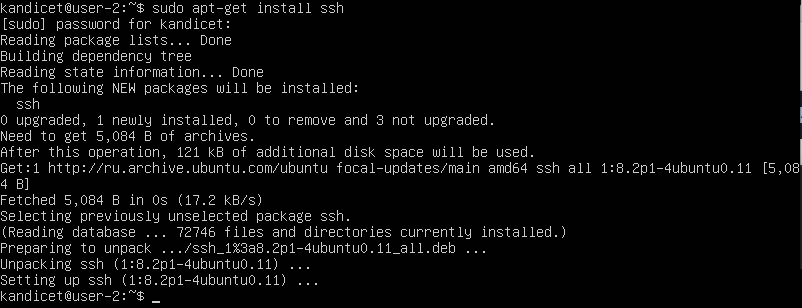 kandicet@user-2:~$ sudo apt-get install ssh
[sudo] password for kandicet:
Reading package lists... Done
Building dependency tree
Reading state information... Done
The following NEW packages will be installed:
  ssh
0 upgraded, 1 newly installed, 0 to remove and 3 not upgraded.
Need to get 5,084 B of archives.
After this operation, 121 kB of additional disk space will be used.
Get:1 http://ru.archive.ubuntu.com/ubuntu focal-updates/main amd64 ssh all 1:8.2p1-4ubuntu0.11 [5,08
4 B]
Fetched 5,084 B in 0s (17.2 kB/s)
Selecting previously unselected package ssh.
(Reading database ... 72746 files and directories currently installed.)
Preparing to unpack .../ssh_1%3a8.2p1-4ubuntu0.11_all.deb ...
Unpacking ssh (1:8.2p1-4ubuntu0.11) ...
Setting up ssh (1:8.2p1-4ubuntu0.11) ...
kandicet@user-2:~$ _